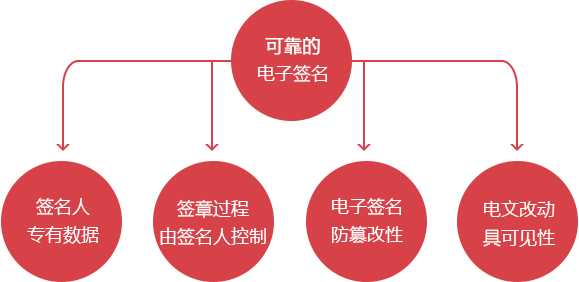 可靠的
电子签名
签名人
专有数据
签章过程
由签名人控制
电子签名
防篡改性
电文改动
具可见性